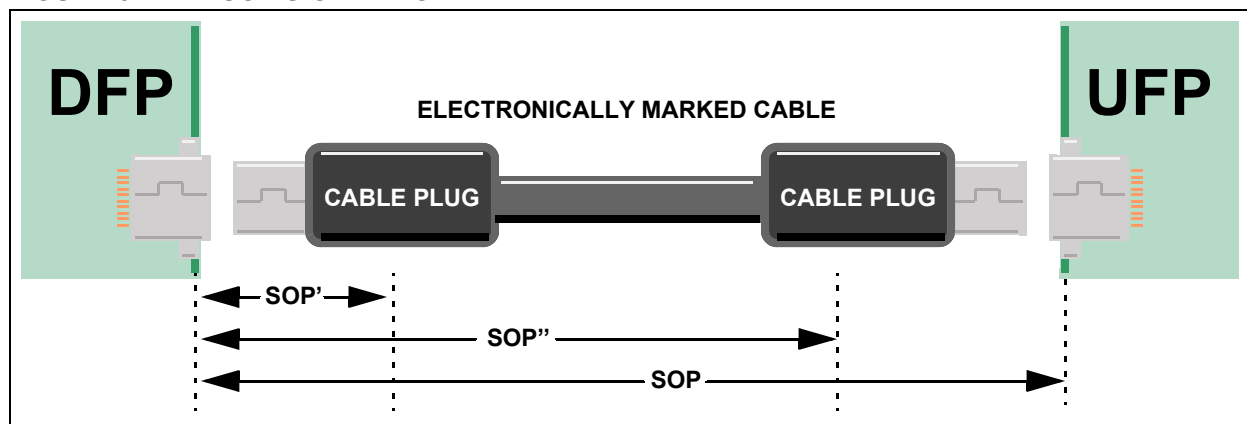 DFP
UFP
ELECTRONICALLY MARKED CABLE
CABLE PLUG
CABLE PLUG
SOP’
SOP’’
SOP